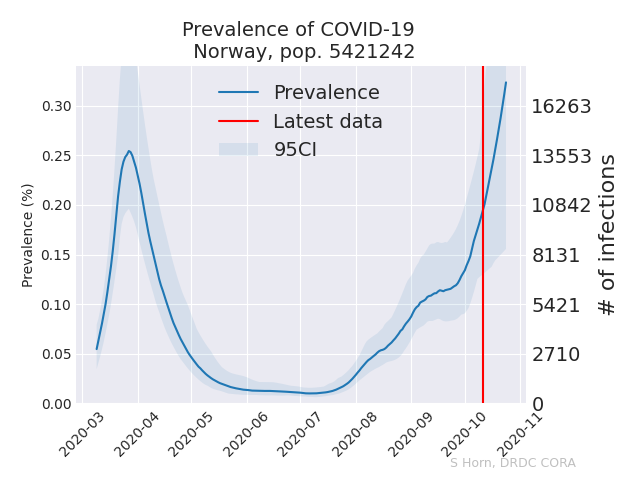 Prevalence of COVID-19
Norway, pop. 5421242
Prevalence
Latest data
95CI
Prevalence (%)
0.30
0.25
0.20
0.15
0.10
0.05
0.00
16263
13553
10842
8131
5421
2710
0
# of infections
2020-03
2020-04
2020-05
2020-06
2020-07
2020-08
2020-09
2020-10
2020-11
S Horn, DRDC CORA